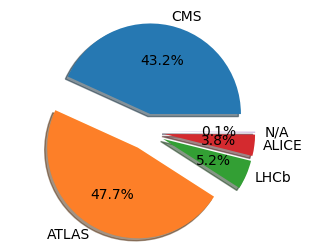 CMS
43.2%
0.1%
N/A
3.8%
ALICE
5.2%
LHCb
47.7%
ATLAS